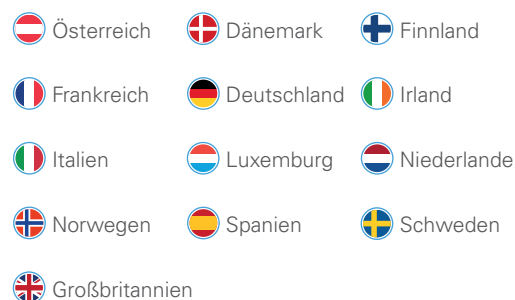 Österreich Dänemark Finnland
Frankreich Deutschland Irland
Italien Luxemburg Niederlande
Norwegen Spanien Schweden
Großbritannien